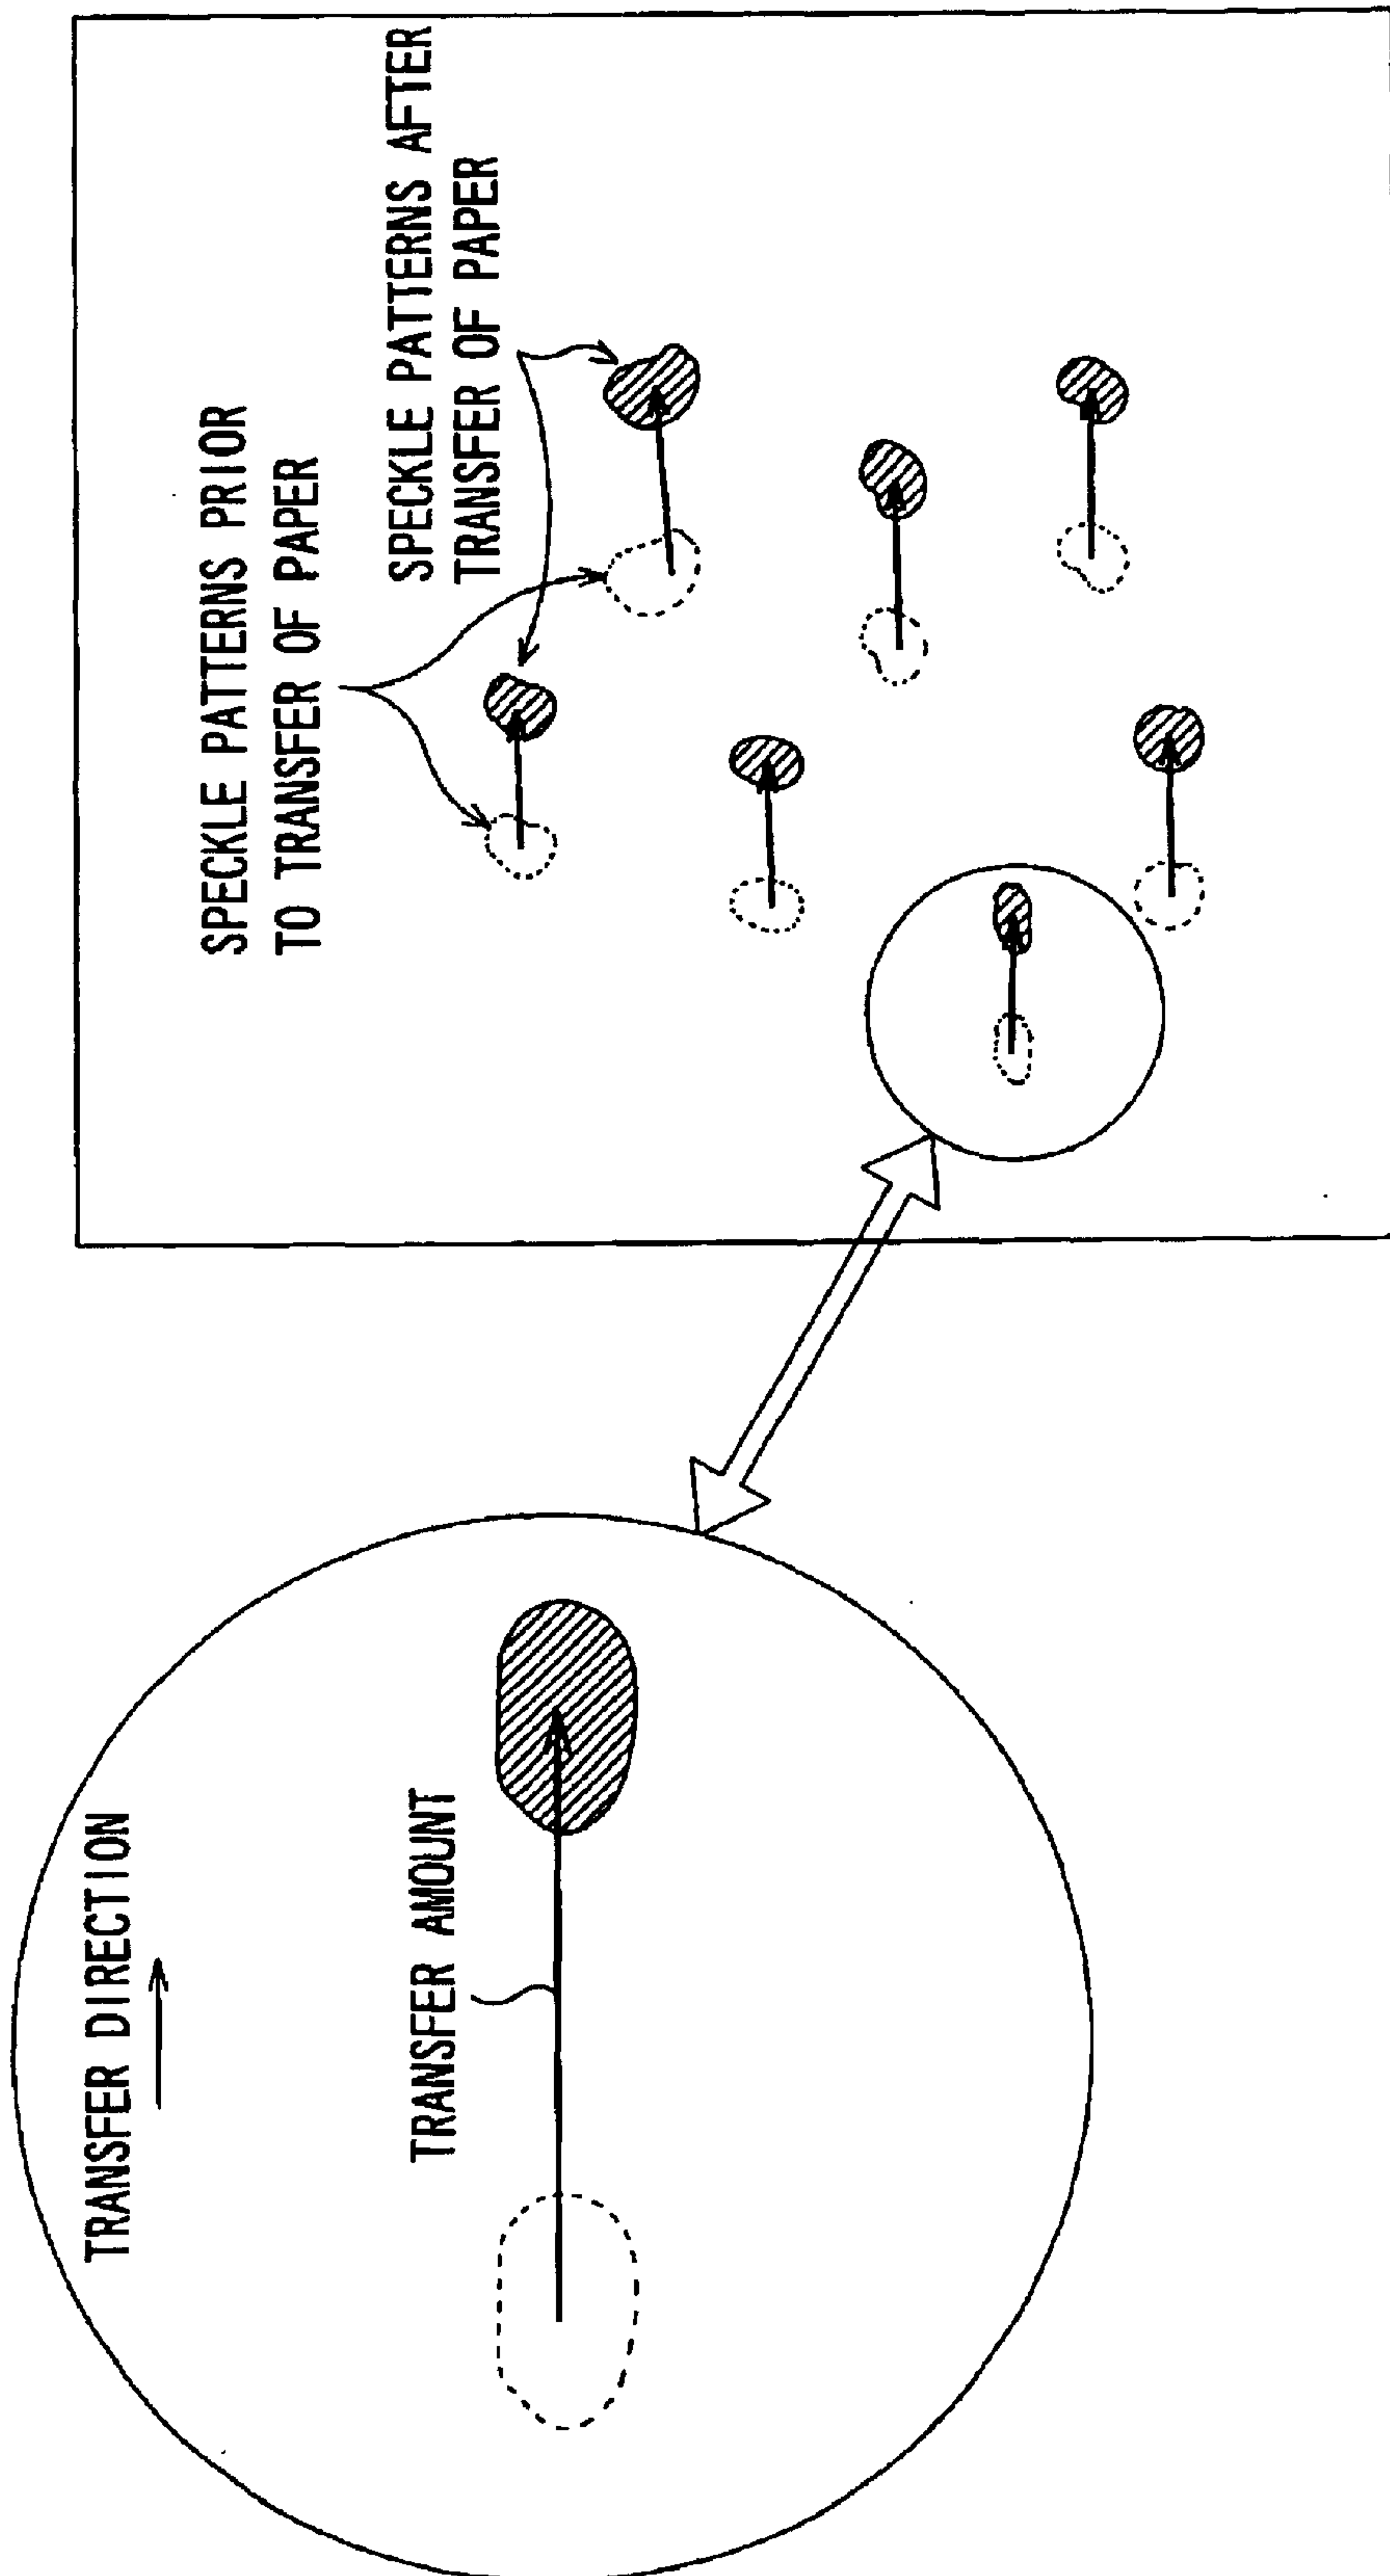 TRANSFER DIRECTION
TRANSFER AMOUNT
SPECKLE PATTERNS PRIOR
TO TRANSFER OF PAPER
SPECKLE PATTERNS AFTER
TRANSFER OF PAPER